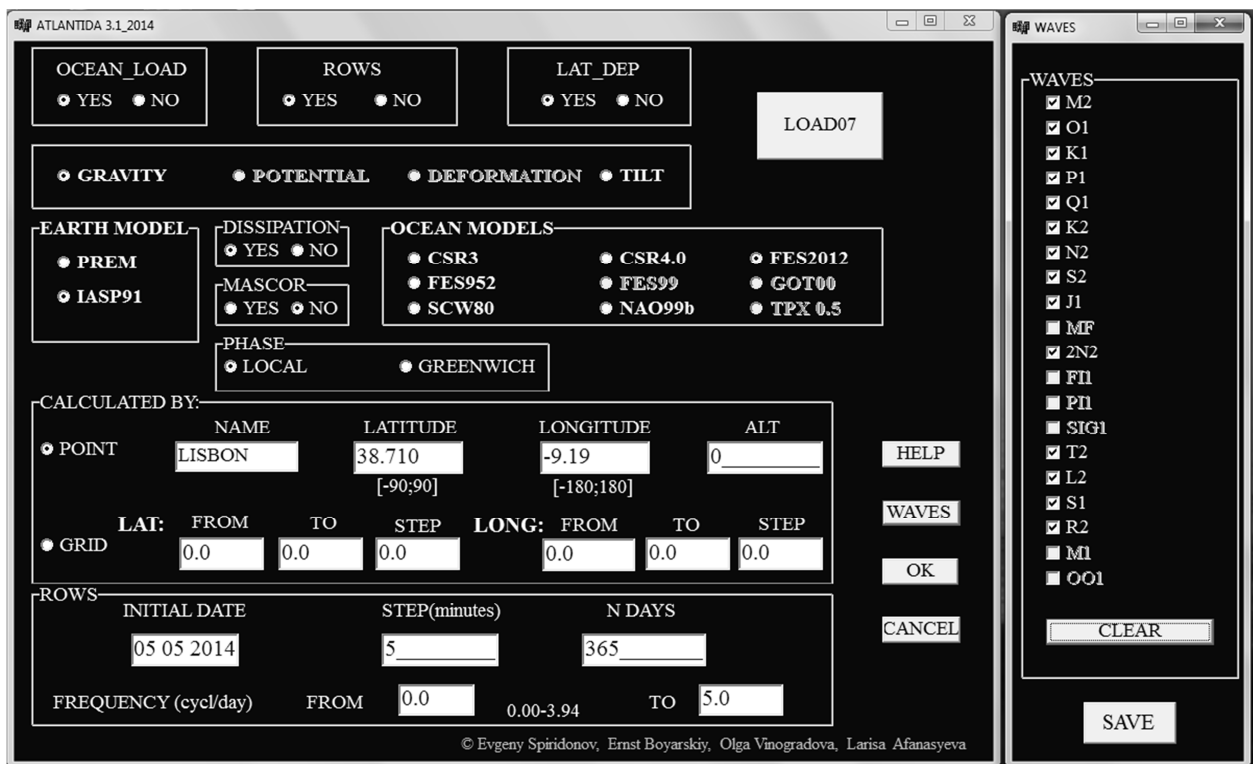 ATLANTIDA 3.1_2014
OCEAN_LOAD
YES NO
ROWS
YES NO
LAT_DEP
YES NO
LOAD07
GRAVITY POTENTIAL DEFORMATION TILT
EARTH MODEL
PREM
IASP91
DISSIPATION
YES NO
MASCOR
YES NO
OCEAN MODELS
CSR3 CSR4.0 FES2012
FES952 FES99 GOT00
SCW80 NAO99b TPX 0.5
PHASE
LOCAL GREENWICH
CALCULATED BY:
NAME LATITUDE LONGITUDE ALT
POINT LISBON 38.710 -9.19 0_________
[-90;90] [-180;180]
LAT: FROM TO STEP LONG: FROM TO STEP
GRID 0.0 0.0 0.0 0.0 0.0 0.0
HELP
WAVES
OK
CANCEL
ROWS
INITIAL DATE STEP(minutes) N DAYS
05 05 2014 5_________ 365_______
FREQUENCY (cycl/day) FROM 0.0 0.00-3.94 TO 5.0
© Evgeny Spiridonov, Ernst Boyarskiy, Olga Vinogradova, Larisa Afanasyeva
WAVES
WAVES
M2
O1
K1
P1
Q1
K2
N2
S2
J1
MF
2N2
FI1
PI1
SIG1
T2
L2
S1
R2
M1
OO1
CLEAR
SAVE